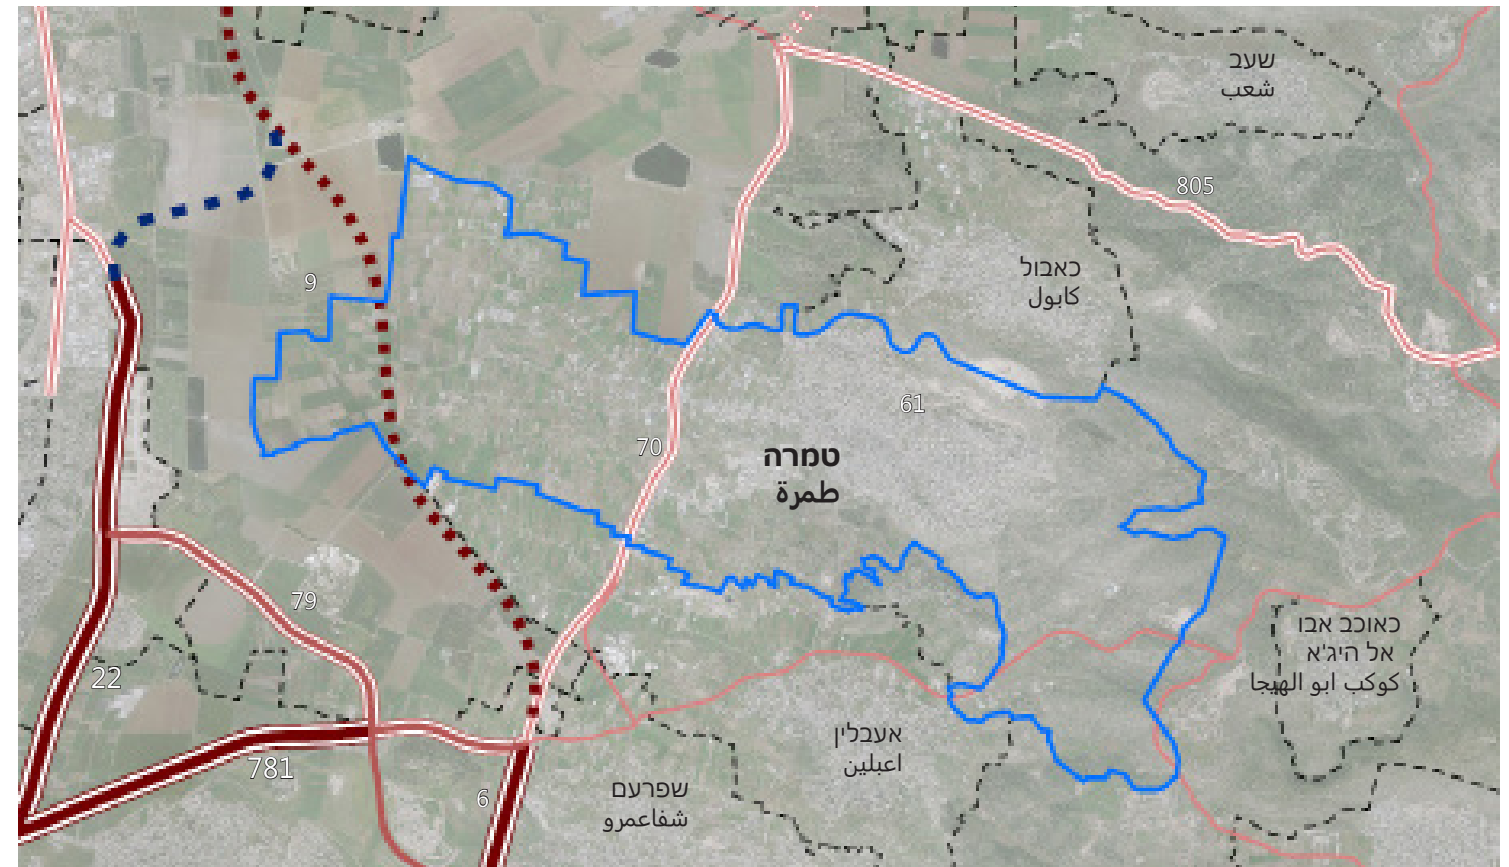 שעב
شعب
805
כאבול
كابول
9
61
70
טמרה
طمرة
79
כאוכב אבו
אל היג'א
كوكب ابو الهيجا
22
אעבלין
اعبلين
781
6
שפרעם
شفاعمرو